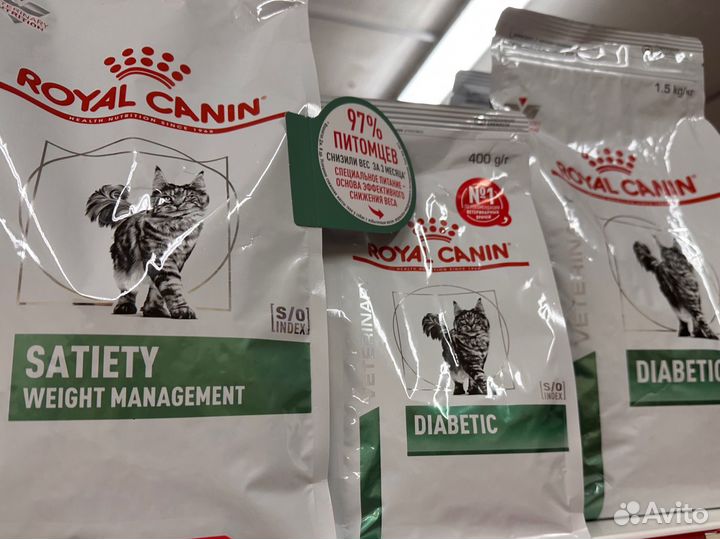 ROYAL CANIN
HEALTH NUTRITION SINCE 1968
S/O
INDEX
SATIETY
WEIGHT MANAGEMENT
97%
ПИТОМЦЕВ
СНИЗИЛИ ВЕС ЗА 3 МЕСЯЦА
СПЕЦИАЛЬНОЕ ПИТАНИЕ -
ОСНОВА ЭФФЕКТИВНОГО
СНИЖЕНИЯ ВЕСА
400 g/г
№1
ROYAL CANIN
S/O
INDEX
DIABETIC
1.5 kg/кг
ROYAL CANIN
DIABETIC
Avito